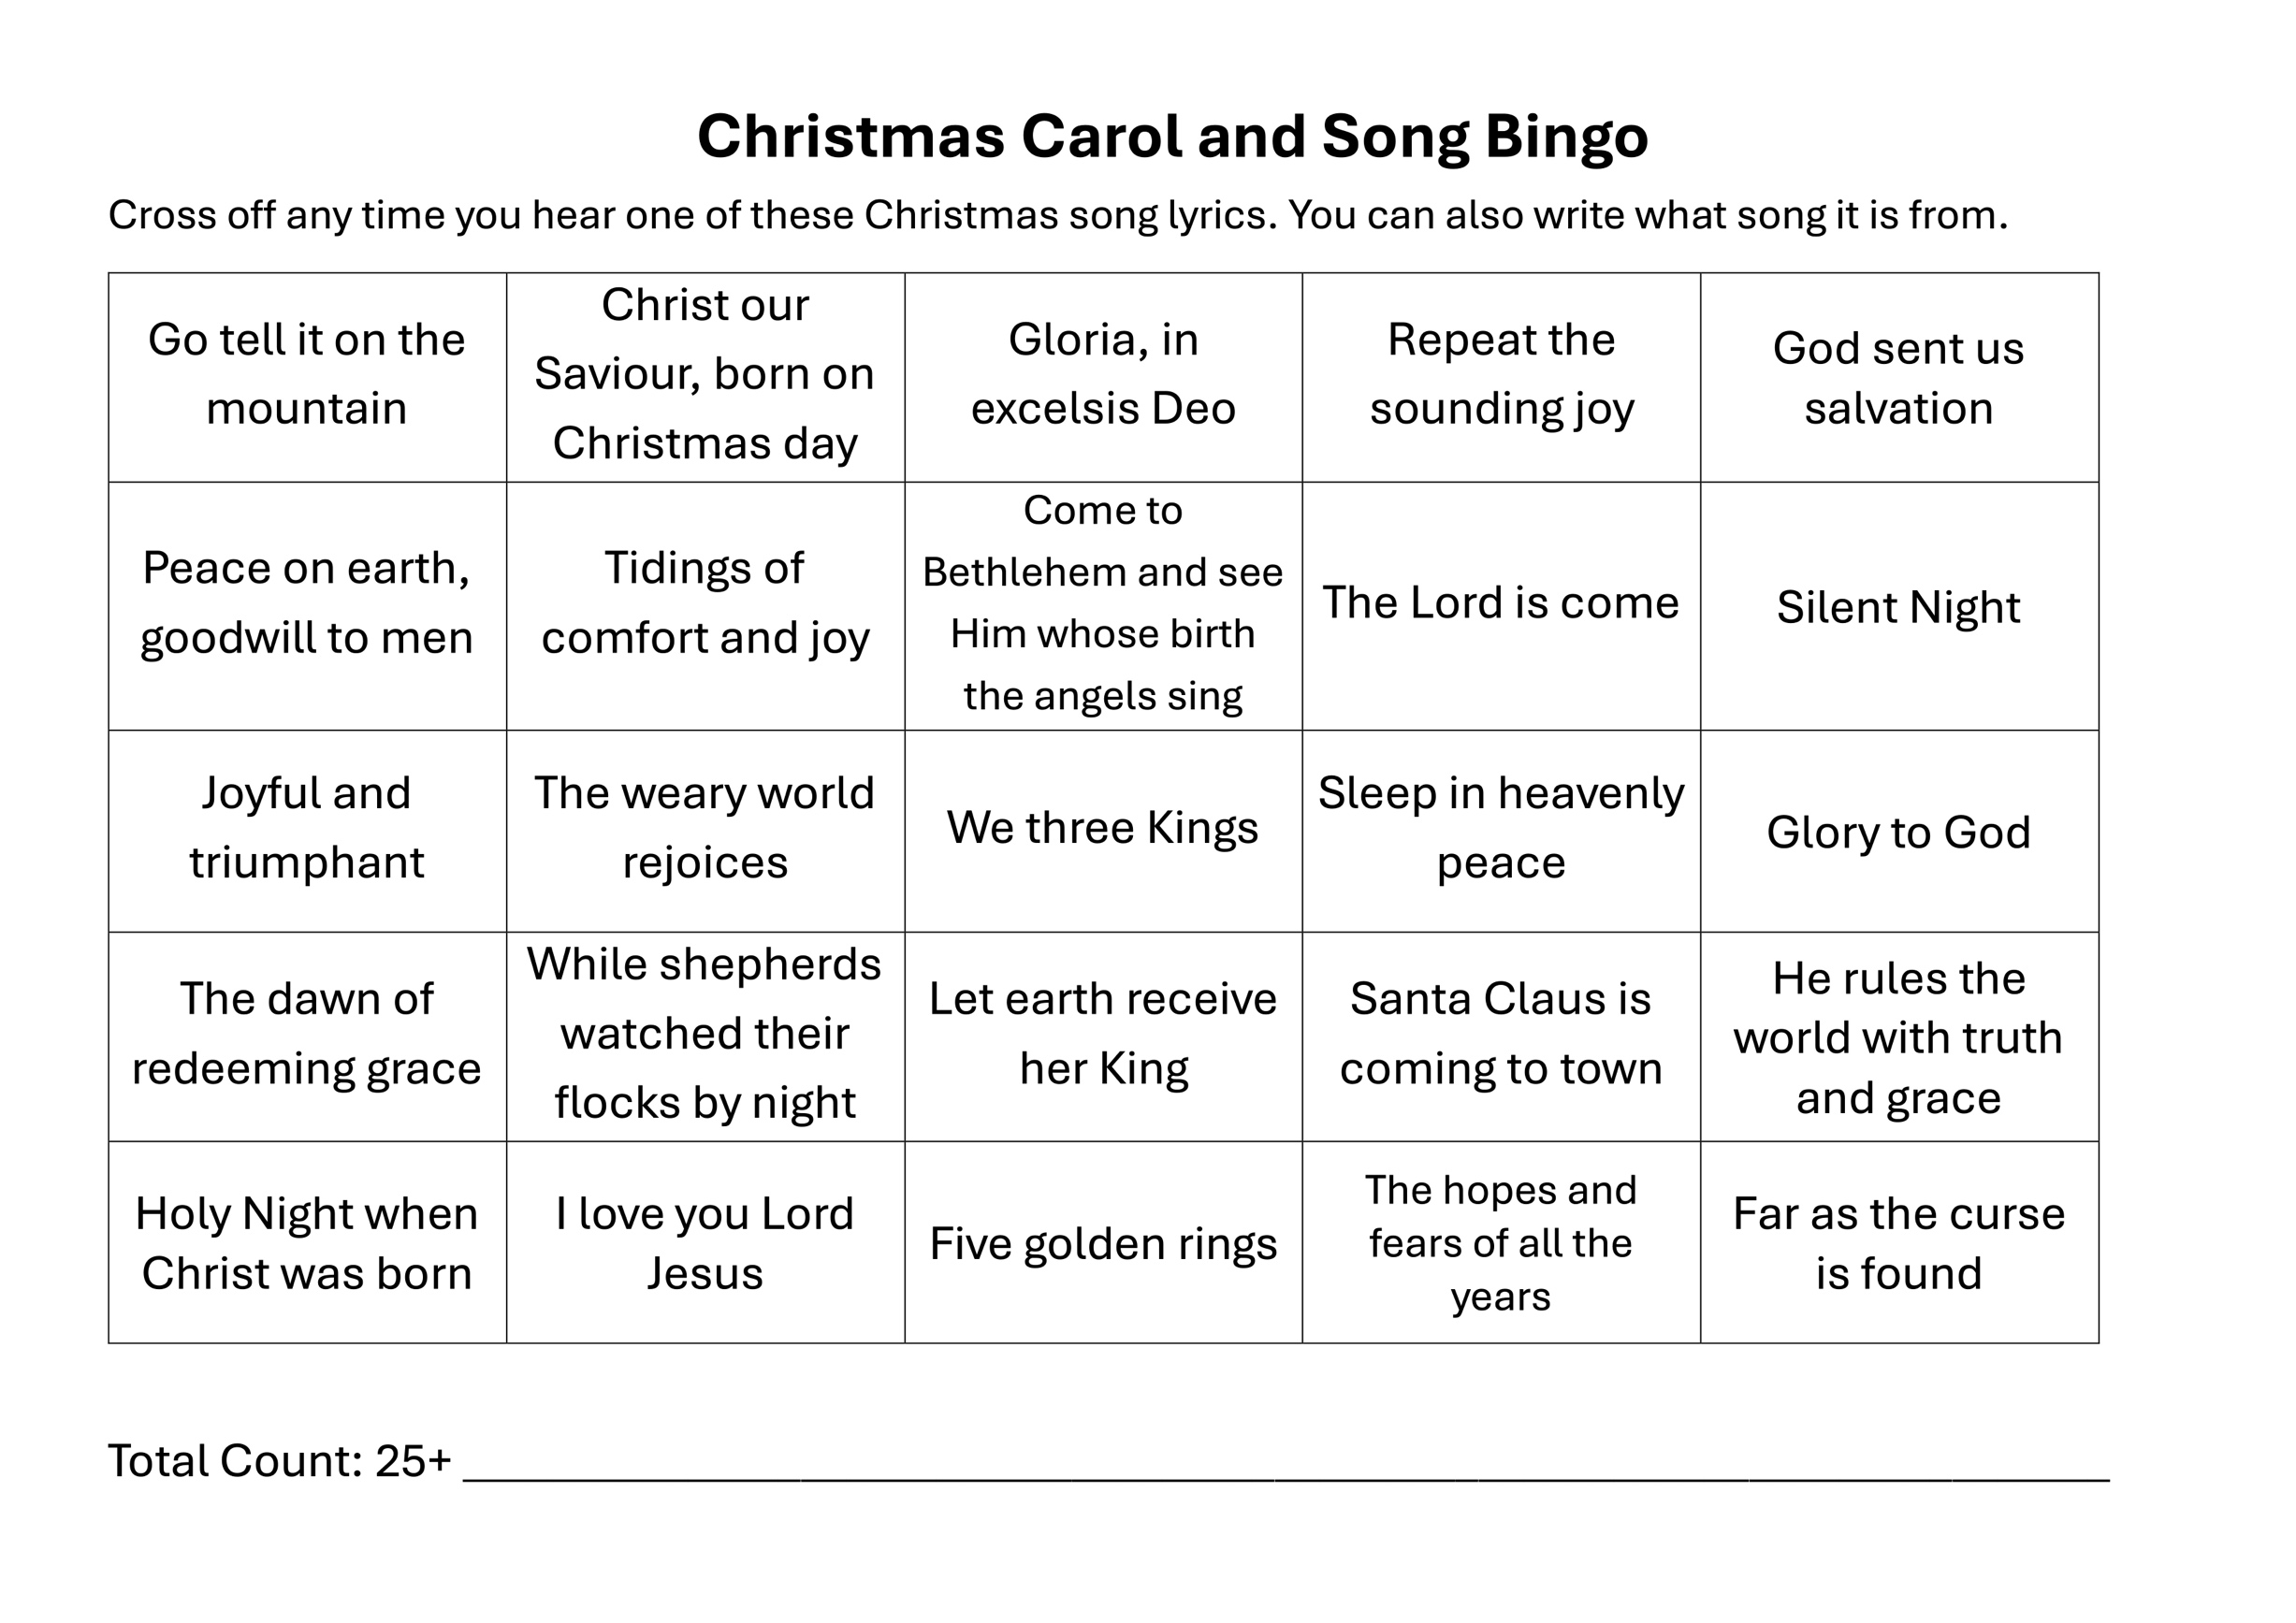 Christmas Carol and Song Bingo
Cross off any time you hear one of these Christmas song lyrics. You can also write what song it is from.
Go tell it on the
mountain
Christ our
Saviour, born on
Christmas day
Gloria, in
excelsis Deo
Repeat the
sounding joy
God sent us
salvation
Peace on earth,
goodwill to men
Tidings of
comfort and joy
Come to
Bethlehem and see
Him whose birth
the angels sing
The Lord is come
Silent Night
Joyful and
triumphant
The weary world
rejoices
We three Kings
Sleep in heavenly
peace
Glory to God
The dawn of
redeeming grace
While shepherds
watched their
flocks by night
Let earth receive
her King
Santa Claus is
coming to town
He rules the
world with truth
and grace
Holy Night when
Christ was born
I love you Lord
Jesus
Five golden rings
The hopes and
fears of all the
years
Far as the curse
is found
Total Count: 25+